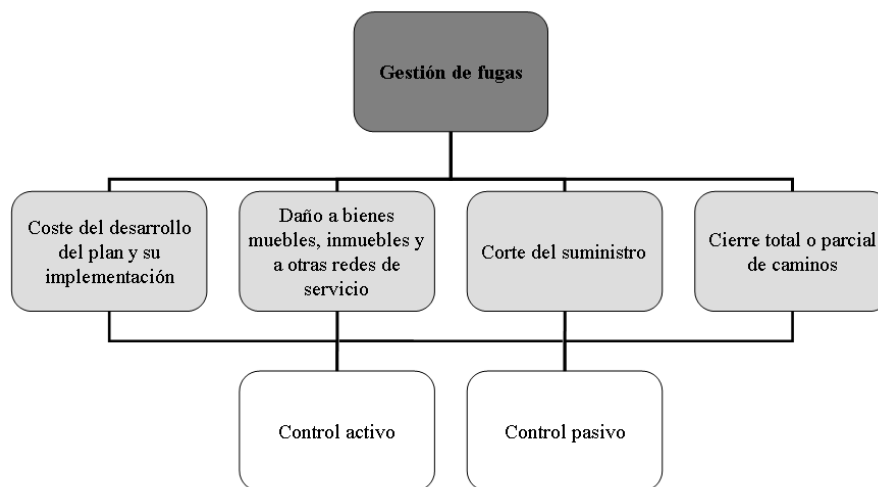 Gestión de fugas
Coste del desarrollo
del plan y su
implementación
Daño a bienes
muebles, inmuebles y
a otras redes de
servicio
Corte del suministro
Cierre total o parcial
de caminos
Control activo
Control pasivo